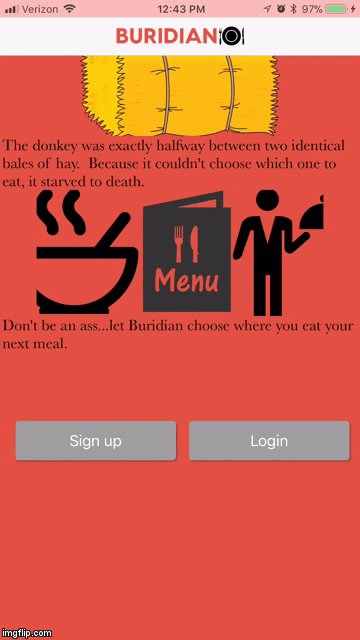 Verizon 12:43 PM 97%
BURIDIAN
The donkey was exactly halfway between two identical
bales of hay. Because it couldn't choose which one to
eat, it starved to death.
Menu
Don't be an ass...let Buridian choose where you eat your
next meal.
Sign up Login
imgflip.com